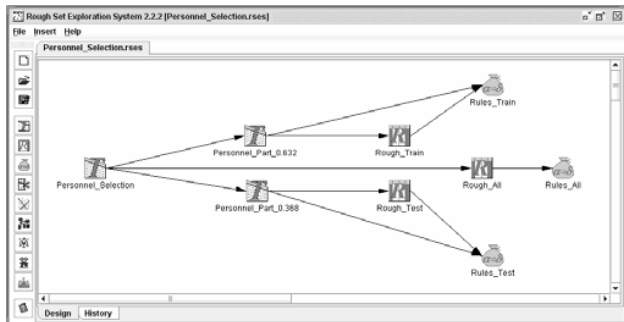 Rough Set Exploration System 2.2.2 [Personnel_Selection.rses]
File Insert Help
Personnel_Selection.rses
Rules_Train
Personnel_Part_0.632
Rough_Train
Personnel_Selection
Rough_All
Rules_All
Personnel_Part_0.368
Rough_Test
Rules_Test
Design History